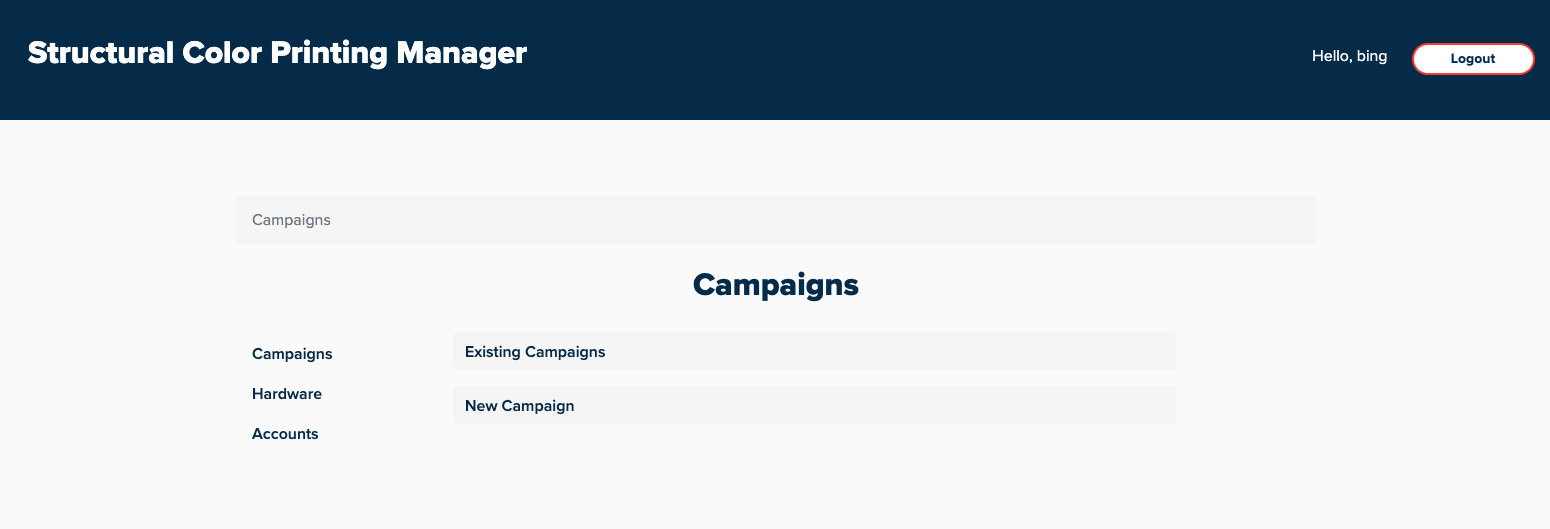 Structural Color Printing Manager
Hello, bing
Logout
Campaigns
Campaigns
Campaigns
Hardware
Accounts
Existing Campaigns
New Campaign